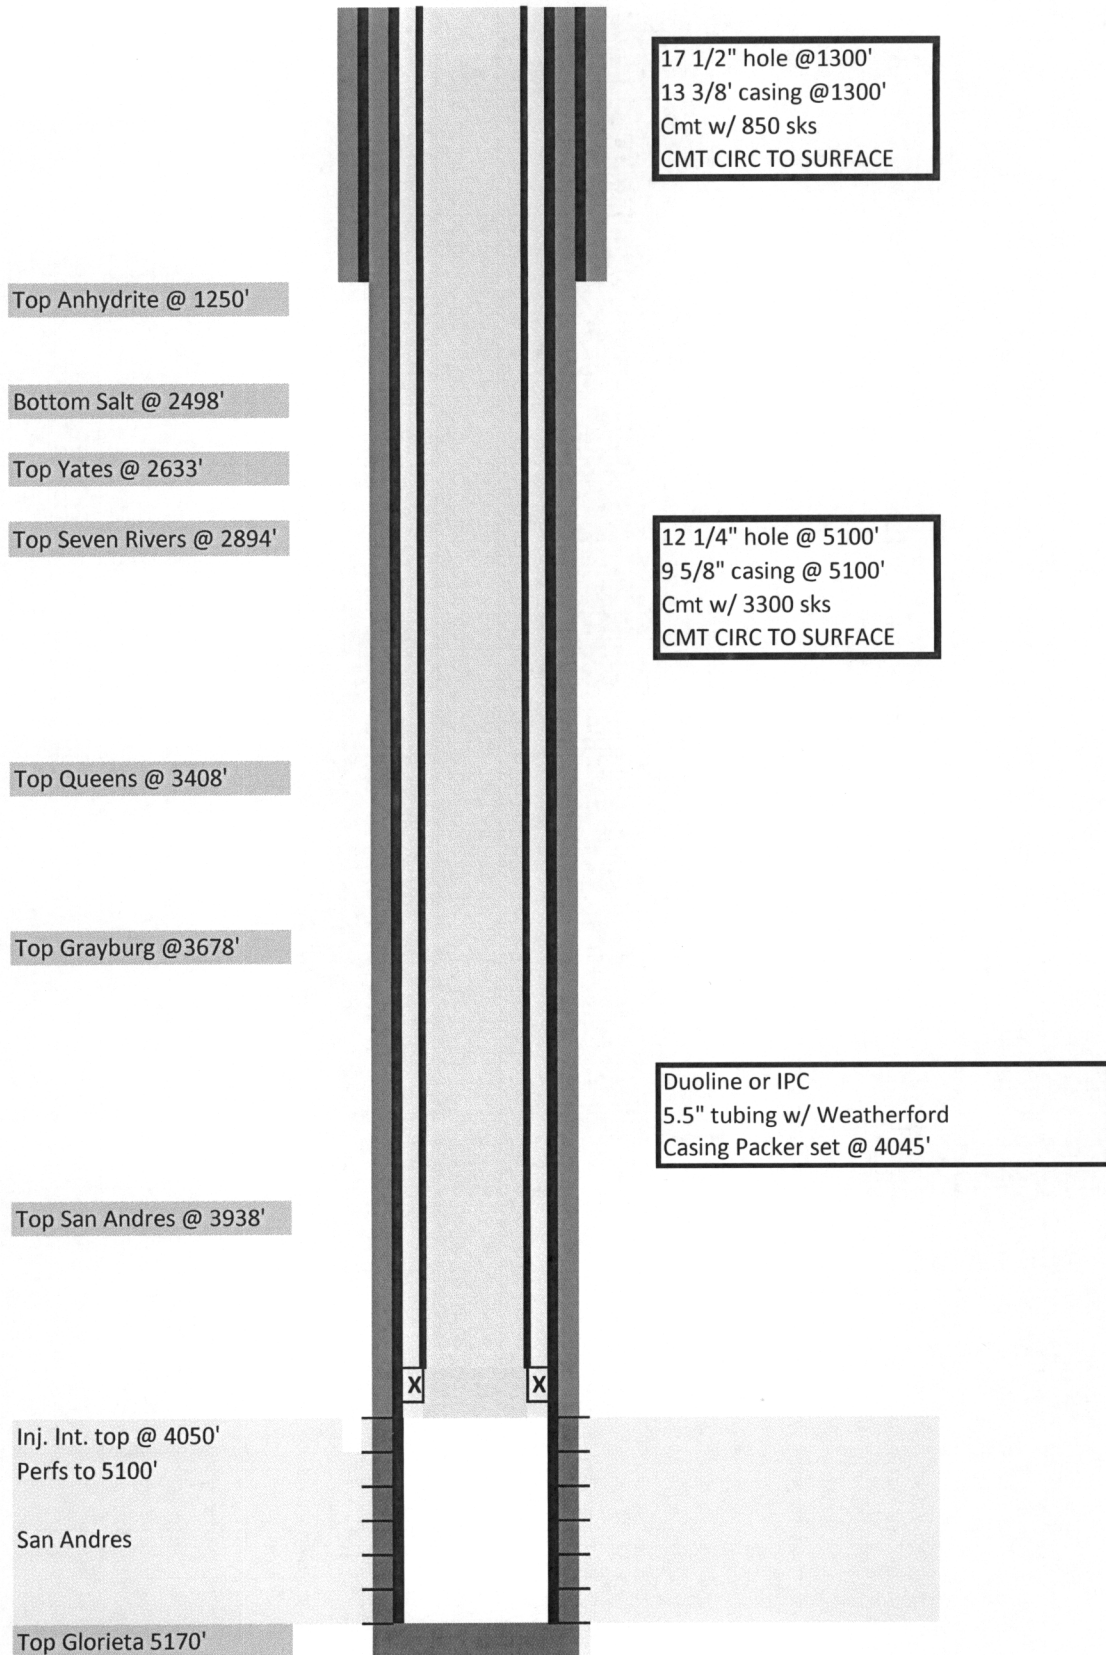 17 1/2" hole @1300'
13 3/8' casing @1300'
Cmt w/ 850 sks
CMT CIRC TO SURFACE
Top Anhydrite @ 1250'
Bottom Salt @ 2498'
Top Yates @ 2633'
Top Seven Rivers @ 2894'
12 1/4" hole @ 5100'
9 5/8" casing @ 5100'
Cmt w/ 3300 sks
CMT CIRC TO SURFACE
Top Queens @ 3408'
Top Grayburg @3678'
Duoline or IPC
5.5" tubing w/ Weatherford
Casing Packer set @ 4045'
Top San Andres @ 3938'
X X
Inj. Int. top @ 4050'
Perfs to 5100'
San Andres
Top Glorieta 5170'